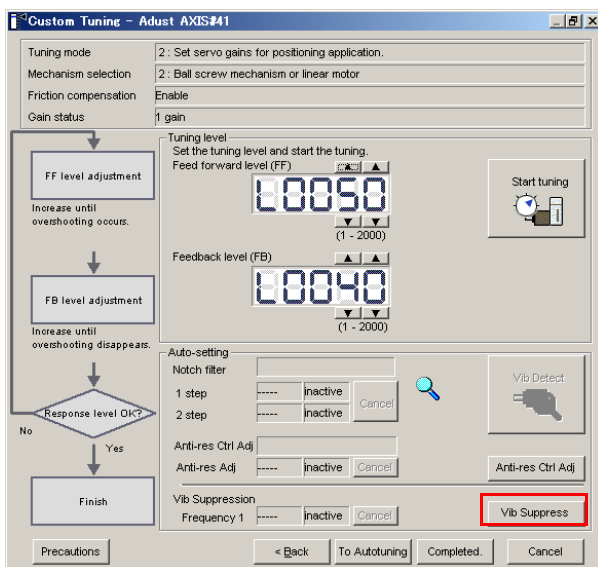 Custom Tuning - Adust AXIS#41
Tuning mode
2 : Set servo gains for positioning application.
Mechanism selection
2 : Ball screw mechanism or linear motor
Friction compensation
Enable
Gain status
1 gain
FF level adjustment
Increase until
overshooting occurs.
FB level adjustment
Increase until
overshooting disappears.
Response level OK?
No
Yes
Finish
Tuning level
Set the tuning level and start the tuning.
Feed forward level (FF)
L0050
(1 - 2000)
Feedback level (FB)
L0040
(1 - 2000)
Start tuning
Auto-setting
Notch filter
1 step
-----
inactive
2 step
-----
inactive
Cancel
Vib Detect
Anti-res Ctrl Adj
Anti-res Adj
-----
inactive
Cancel
Anti-res Ctrl Adj
Vib Suppression
Frequency 1
-----
inactive
Cancel
Vib Suppress
Precautions
< Back
To Autotuning
Completed.
Cancel